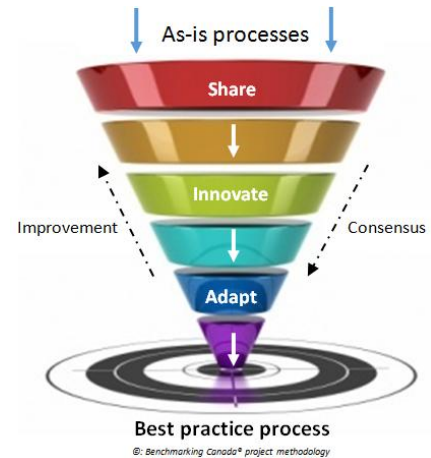 As-is processes
Share
Innovate
Improvement
Consensus
Adapt
Best practice process
©: Benchmarking Canada® project methodology